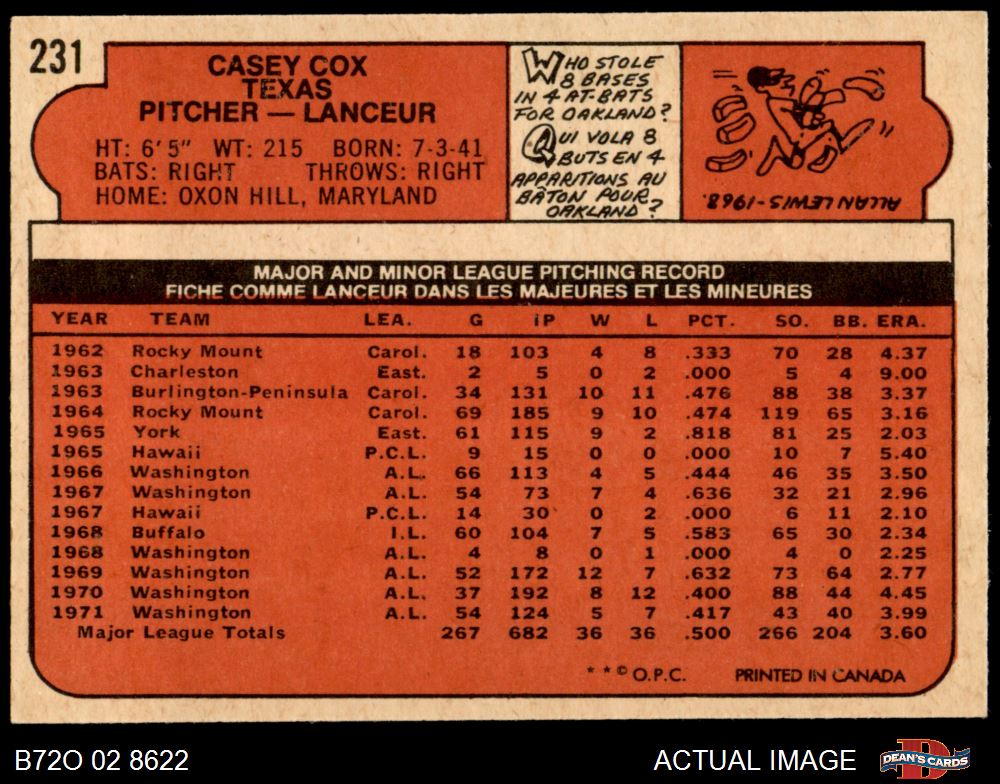 231
CASEY COX
TEXAS
PITCHER — LANCEUR
HT: 6'5" WT: 215 BORN: 7-3-41
BATS: RIGHT THROWS: RIGHT
HOME: OXON HILL, MARYLAND
WHO STOLE
8 BASES
IN 4 AT-BATS
FOR OAKLAND?
QUI VOLA 8
BUTS EN 4
APPARITIONS AU
BÂTON POUR
OAKLAND?
ALLAN LEWIS-1968.
MAJOR AND MINOR LEAGUE PITCHING RECORD
FICHE COMME LANCEUR DANS LES MAJEURES ET LES MINEURES
YEAR TEAM LEA. G IP W L PCT. SO. BB. ERA.
1962 Rocky Mount Carol. 18 103 4 8 .333 70 28 4.37
1963 Charleston East. 2 5 0 2 .000 5 4 9.00
1963 Burlington-Peninsula Carol. 34 131 10 11 .476 88 38 3.37
1964 Rocky Mount Carol. 69 185 9 10 .474 119 65 3.16
1965 York East. 61 115 9 2 .818 81 25 2.03
1965 Hawaii P.C.L. 9 15 0 0 .000 10 7 5.40
1966 Washington A.L. 66 113 4 5 .444 46 35 3.50
1967 Washington A.L. 54 73 7 4 .636 32 21 2.96
1967 Hawaii P.C.L. 14 30 0 2 .000 6 11 2.10
1968 Buffalo I.L. 60 104 7 5 .583 65 30 2.34
1968 Washington A.L. 4 8 0 1 .000 4 0 2.25
1969 Washington A.L. 52 172 12 7 .632 73 64 2.77
1970 Washington A.L. 37 192 8 12 .400 88 44 4.45
1971 Washington A.L. 54 124 5 7 .417 43 40 3.99
Major League Totals 267 682 36 36 .500 266 204 3.60
* * © O.P.C. PRINTED IN CANADA
B72O 02 8622 ACTUAL IMAGE DEAN'S CARDS